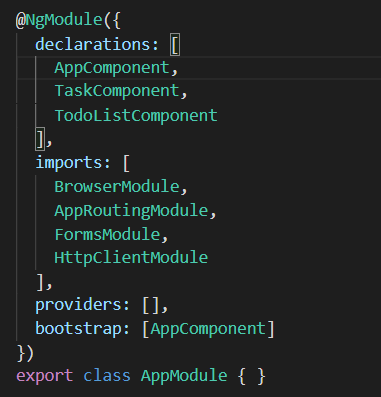 @NgModule({
  declarations: [
    AppComponent,
    TaskComponent,
    TodoListComponent
  ],
  imports: [
    BrowserModule,
    AppRoutingModule,
    FormsModule,
    HttpClientModule
  ],
  providers: [],
  bootstrap: [AppComponent]
})
export class AppModule { }